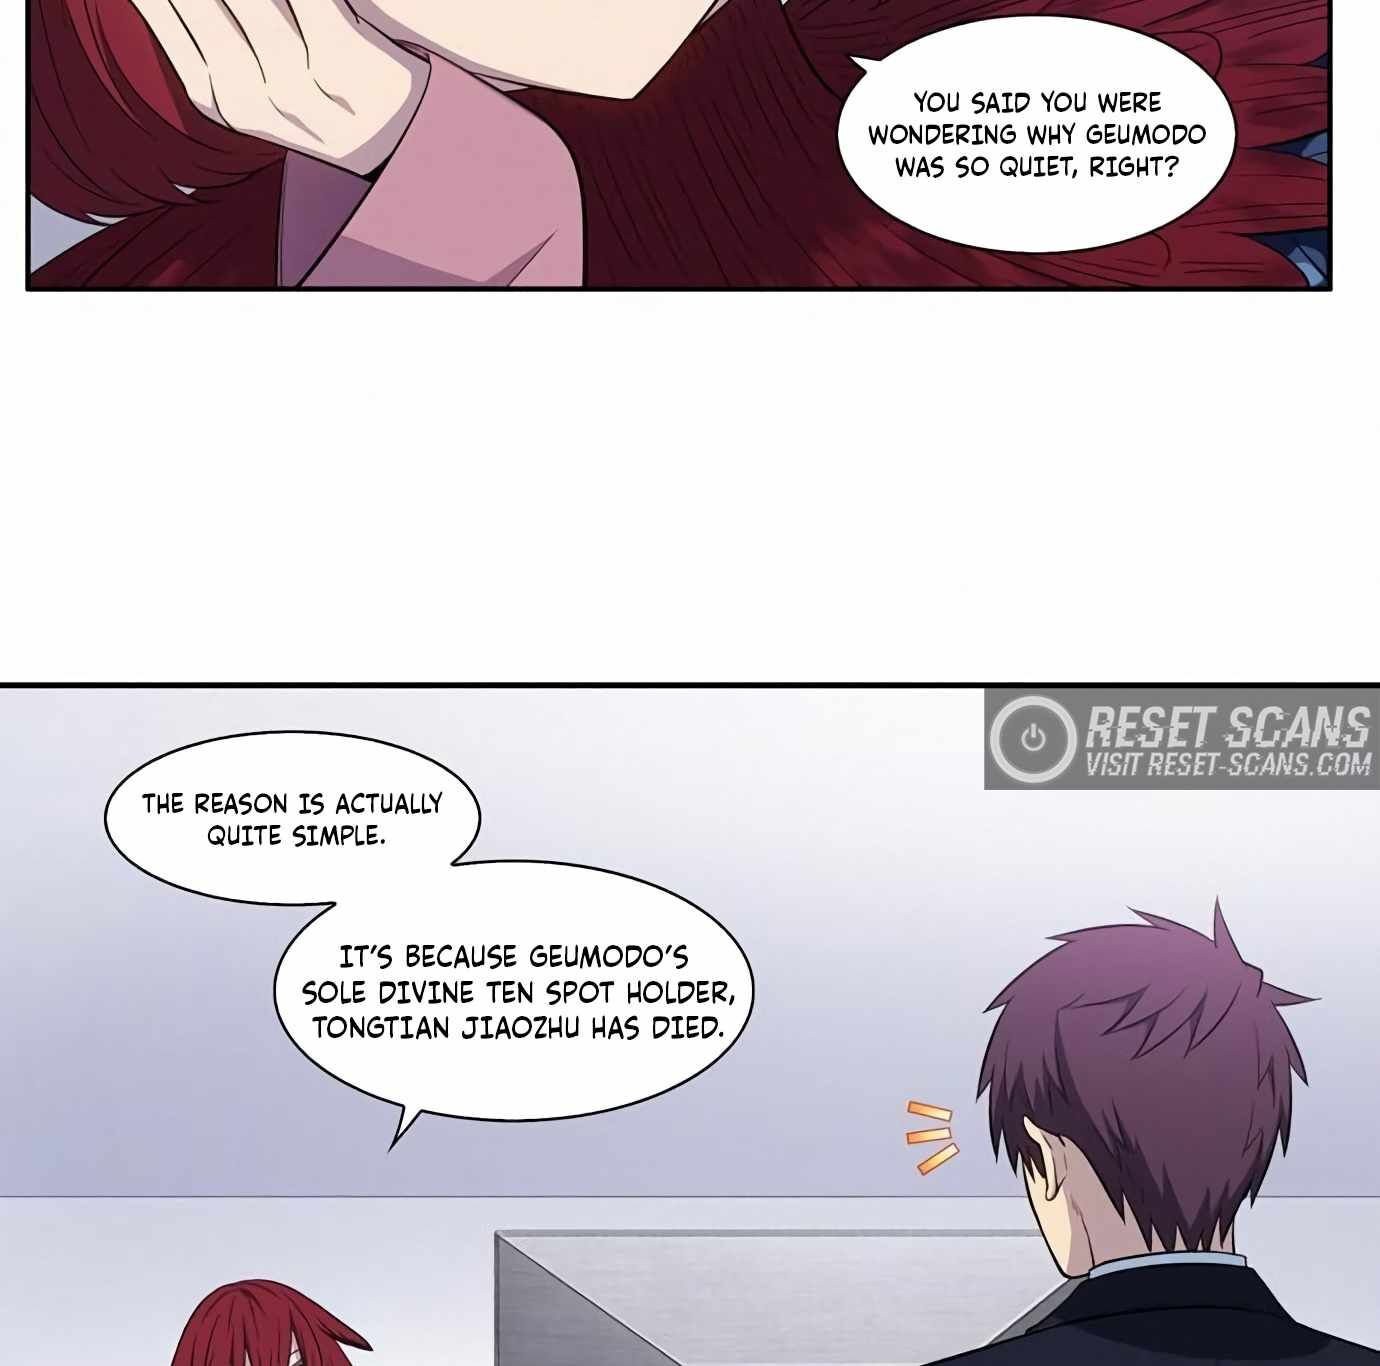 YOU SAID YOU WERE
WONDERING WHY GEUMODO
WAS SO QUIET, RIGHT?
RESET SCANS
VISIT RESET-SCANS.COM
THE REASON IS ACTUALLY
QUITE SIMPLE.
IT'S BECAUSE GEUMODO'S
SOLE DIVINE TEN SPOT HOLDER,
TONGTIAN JIAOZHU HAS DIED.